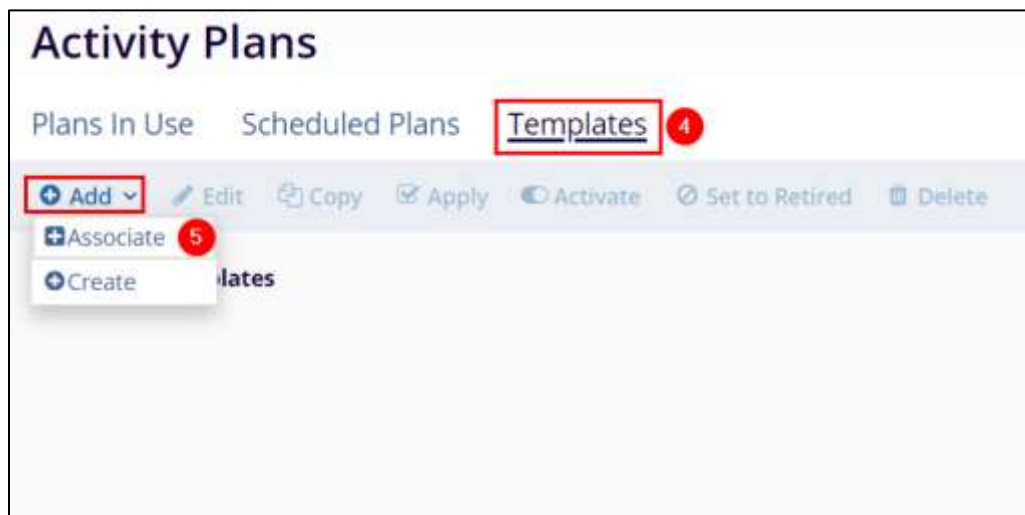 Activity Plans
Plans In Use Scheduled Plans Templates 4
Add Edit Copy Apply Activate Set to Retired Delete
Associate 5
Create lates